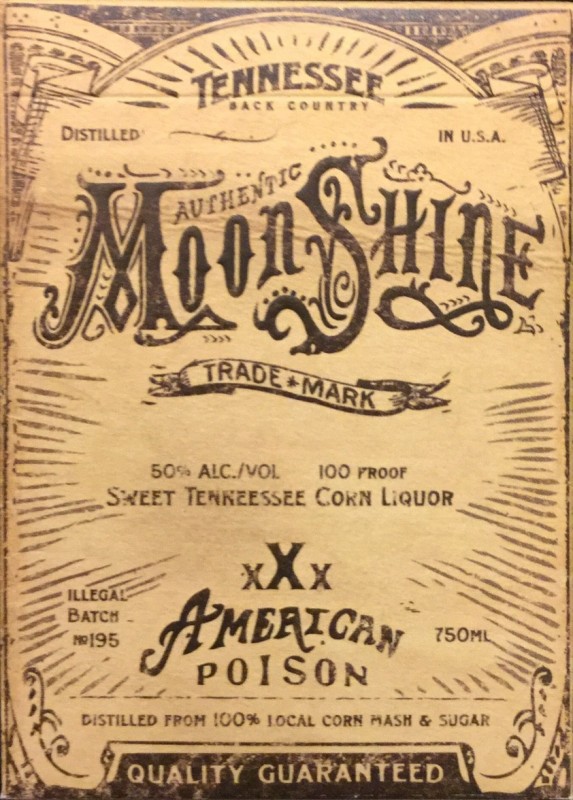 TENNESSEE
BACK COUNTRY
DISTILLED IN U.S.A.
AUTHENTIC
MOONSHINE
TRADE MARK
50% ALC./VOL 100 PROOF
SWEET TENNEESSEE CORN LIQUOR
xXx
ILLEGAL
BATCH
№195
AMERICAN
POISON
750ML
DISTILLED FROM 100% LOCAL CORN MASH & SUGAR
QUALITY GUARANTEED